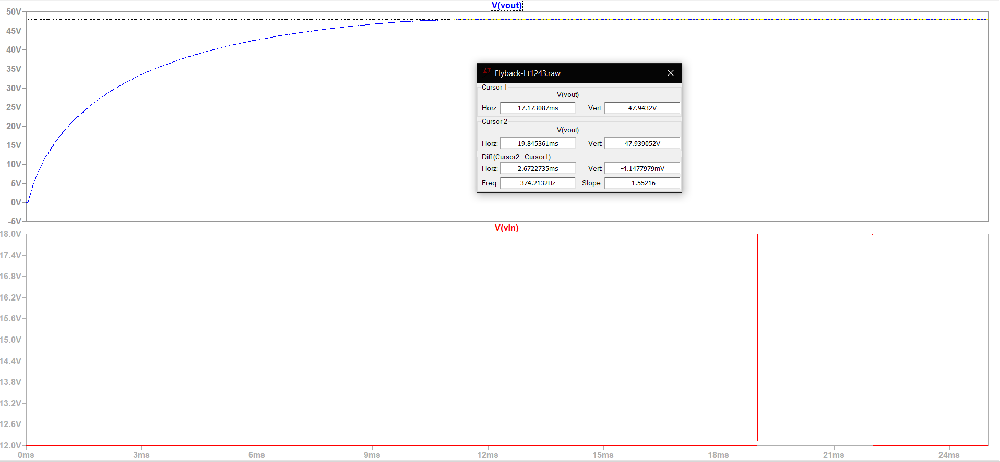 V(vout)
50V
45V
40V
35V
30V
25V
20V
15V
10V
5V
0V
-5V
Flyback-Lt1243.raw
Cursor 1
V(vout)
Horz: 17.173087ms Vert: 47.9432V
Cursor 2
V(vout)
Horz: 19.845361ms Vert: 47.939052V
Diff (Cursor2 - Cursor1)
Horz: 2.6722735ms Vert: -4.1477979mV
Freq: 374.2132Hz Slope: -1.55216
V(vin)
18.0V
17.4V
16.8V
16.2V
15.6V
15.0V
14.4V
13.8V
13.2V
12.6V
12.0V
0ms 3ms 6ms 9ms 12ms 15ms 18ms 21ms 24ms